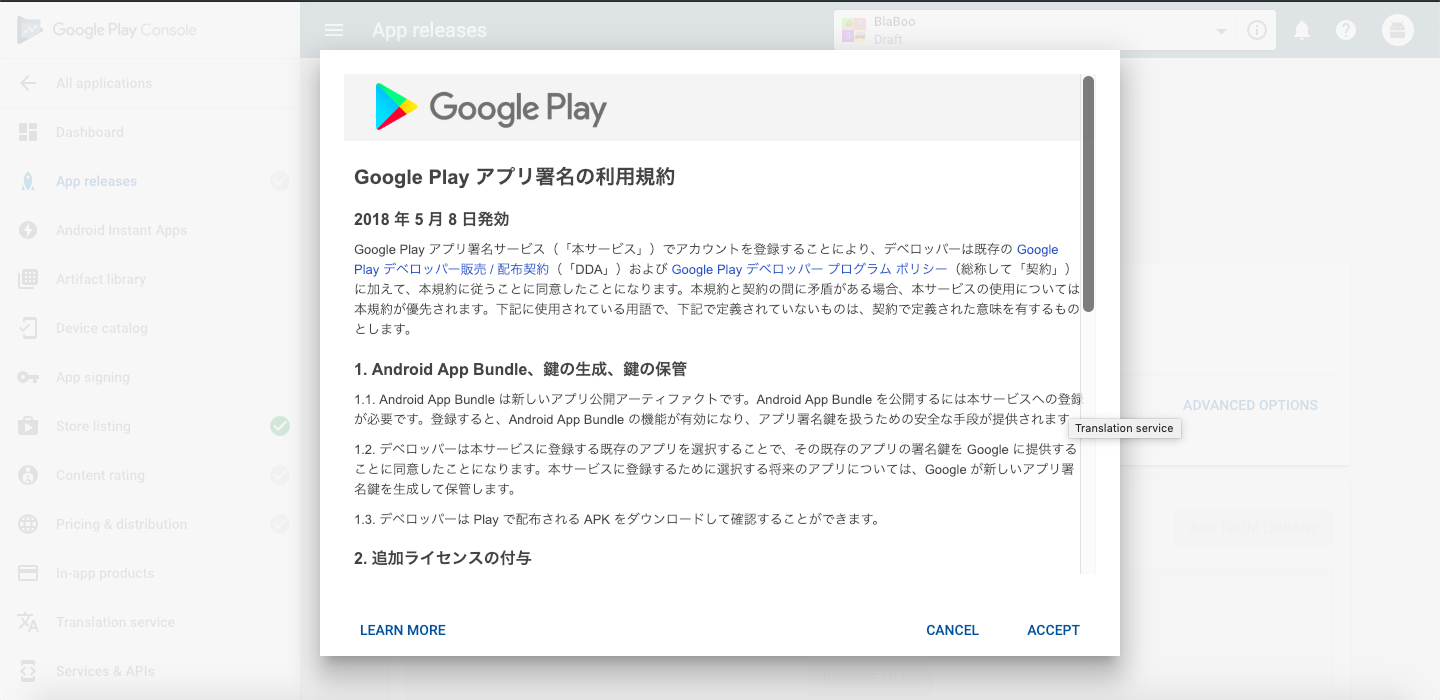 Google Play Console
App releases
BlaBoo
Draft
All applications
Dashboard
App releases
Android Instant Apps
Artifact library
Device catalog
App signing
Store listing
Content rating
Pricing & distribution
In-app products
Translation service
Services & APIs
Google Play
Google Play アプリ署名の利用規約
2018 年 5 月 8 日発効
Google Play アプリ署名サービス（「本サービス」）でアカウントを登録することにより、デベロッパーは既存の Google
Play デベロッパー販売 / 配布契約（「DDA」）および Google Play デベロッパー プログラム ポリシー（総称して「契約」）
に加えて、本規約に従うことに同意したことになります。本規約と契約の間に矛盾がある場合、本サービスの使用については
本規約が優先されます。下記に使用されている用語で、下記で定義されていないものは、契約で定義された意味を有するもの
とします。
1. Android App Bundle、鍵の生成、鍵の保管
1.1. Android App Bundle は新しいアプリ公開アーティファクトです。Android App Bundle を公開するには本サービスへの登録
が必要です。登録すると、Android App Bundle の機能が有効になり、アプリ署名鍵を扱うための安全な手段が提供されます
1.2. デベロッパーは本サービスに登録する既存のアプリを選択することで、その既存のアプリの署名鍵を Google に提供する
ことに同意したことになります。本サービスに登録するために選択する将来のアプリについては、Google が新しいアプリ署
名鍵を生成して保管します。
1.3. デベロッパーは Play で配布される APK をダウンロードして確認することができます。
2. 追加ライセンスの付与
LEARN MORE
CANCEL
ACCEPT
ADVANCED OPTIONS
Translation service
APP FROM LIBRARY